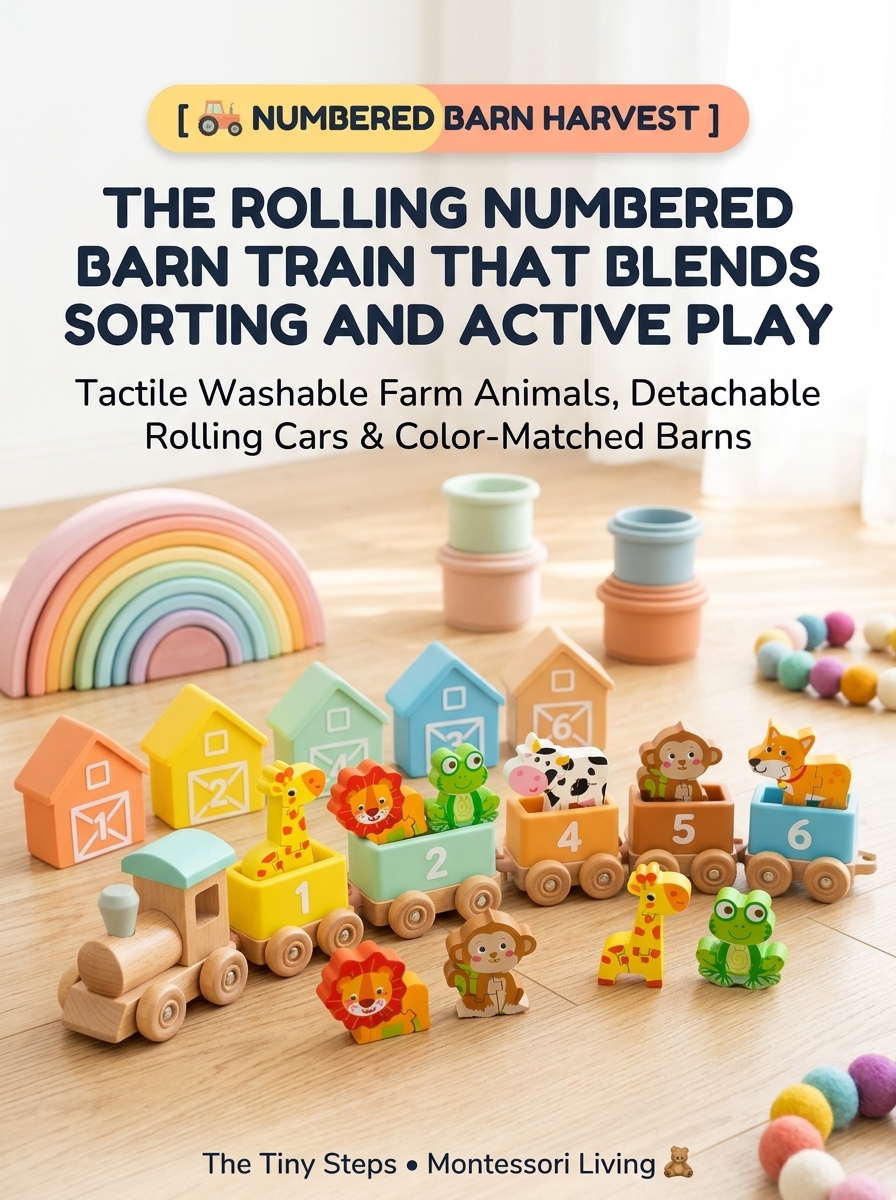 [ 🚜 NUMBERED BARN HARVEST ]
THE ROLLING NUMBERED
BARN TRAIN THAT BLENDS
SORTING AND ACTIVE PLAY
Tactile Washable Farm Animals, Detachable
Rolling Cars & Color-Matched Barns
1
2
4
3
6
1
2
4
5
6
The Tiny Steps • Montessori Living 🧸